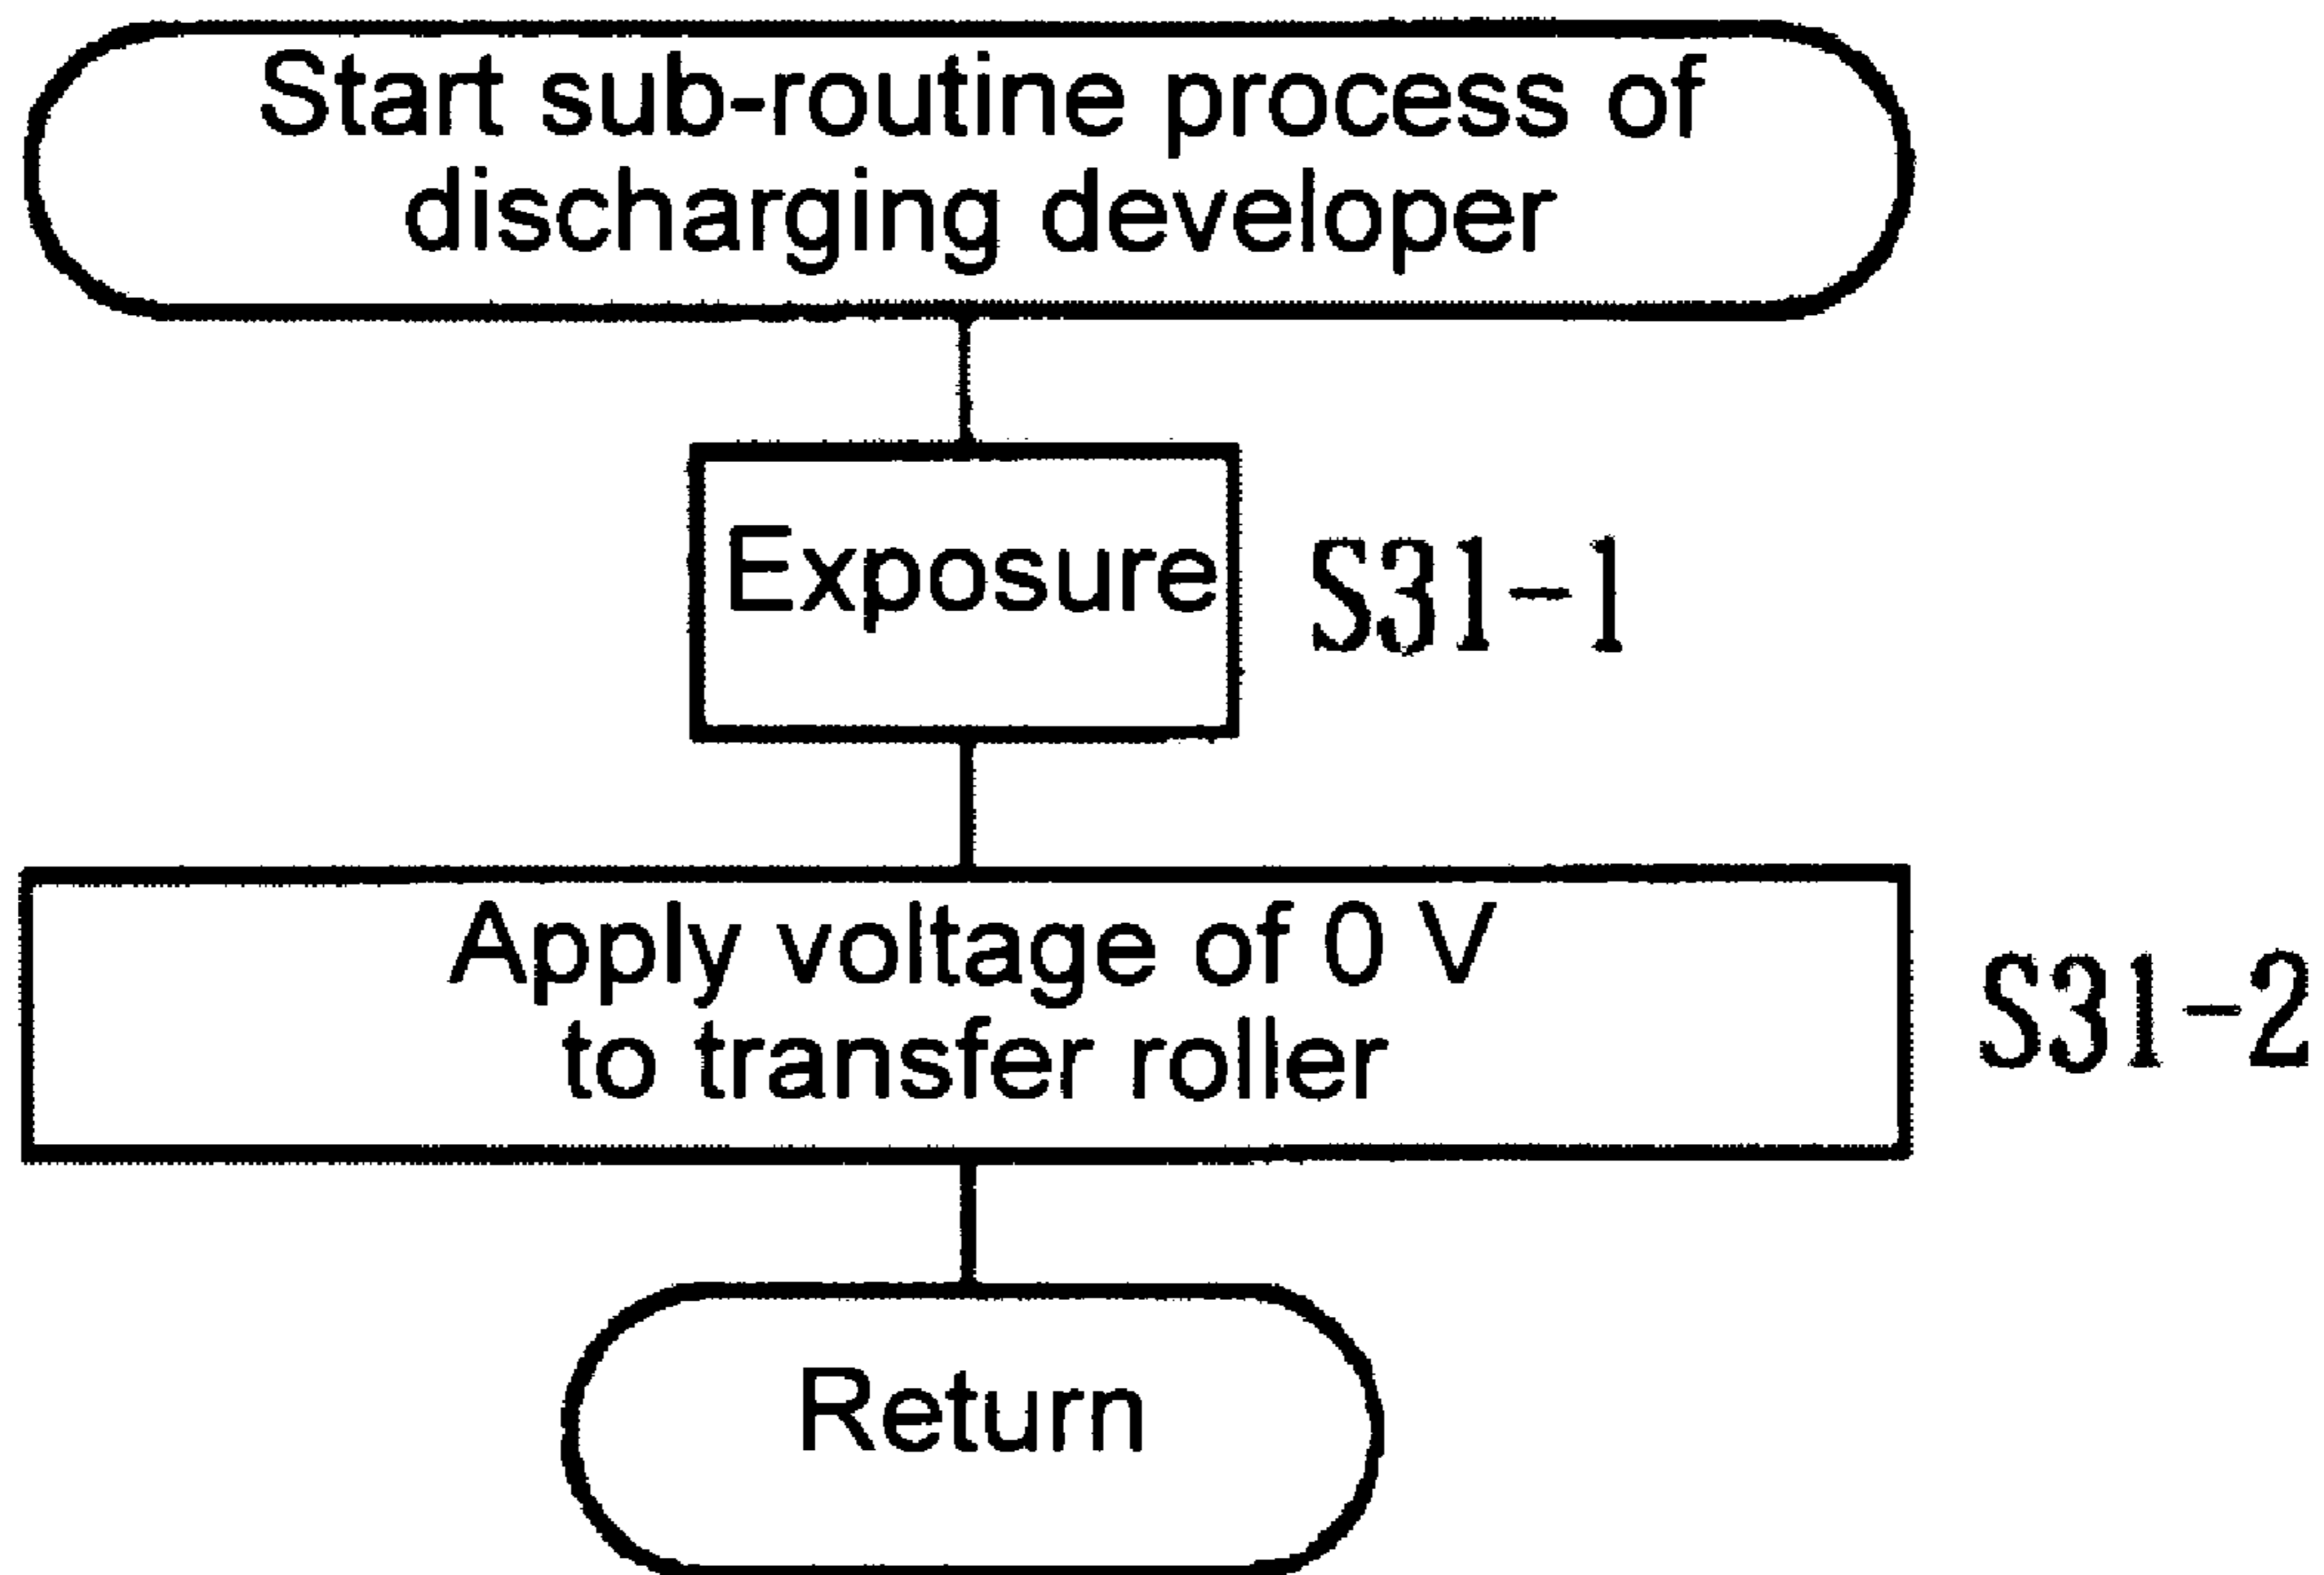 Start sub-routine process of
discharging developer
Exposure
S31-1
Apply voltage of 0 V
to transfer roller
S31-2
Return